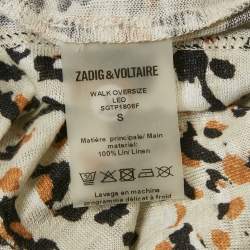 ZADIG & VOLTAIRE
WALK OVERSIZE
LEO
SGTP1806F
S
Matière principale/ Main
material:
100% Lin/ Linen
Lavage en machine
programme délicat à froid